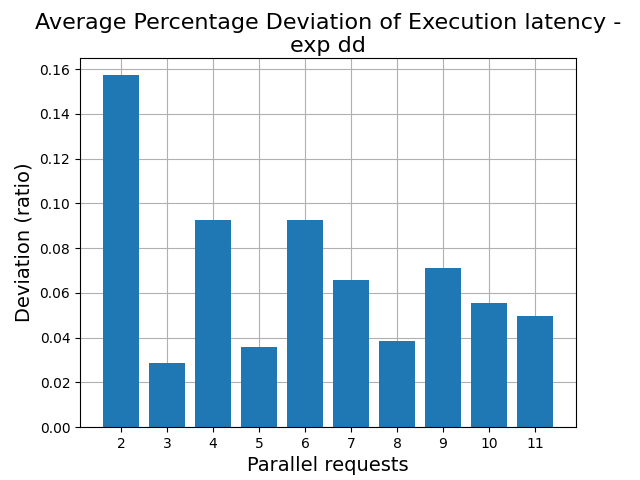 Average Percentage Deviation of Execution latency -
exp dd
Deviation (ratio)
0.16
0.14
0.12
0.10
0.08
0.06
0.04
0.02
0.00
2 3 4 5 6 7 8 9 10 11
Parallel requests